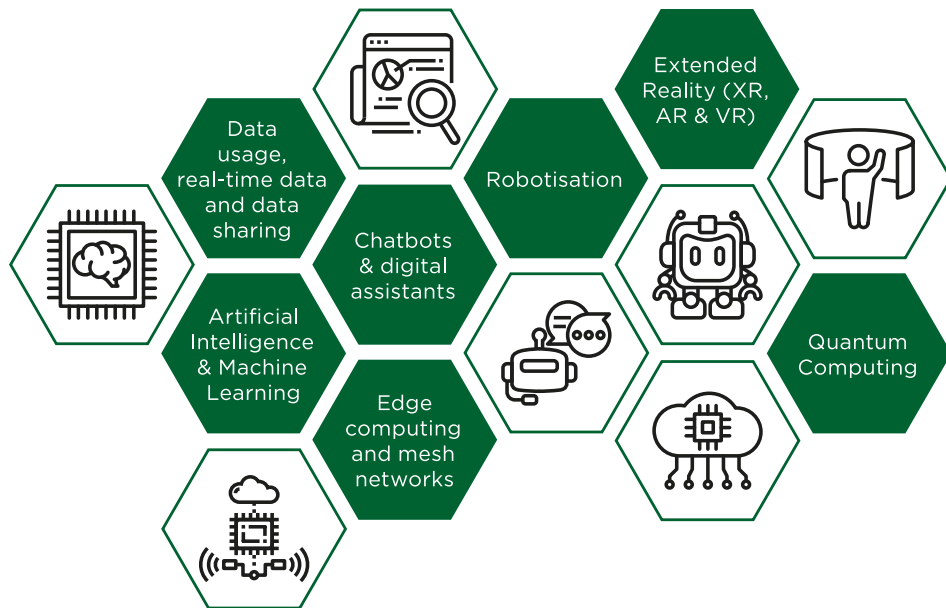 Extended
Reality (XR,
AR & VR)
Data
usage,
real-time data
and data
sharing
Robotisation
Chatbots
& digital
assistants
Artificial
Intelligence
& Machine
Learning
Quantum
Computing
Edge
computing
and mesh
networks